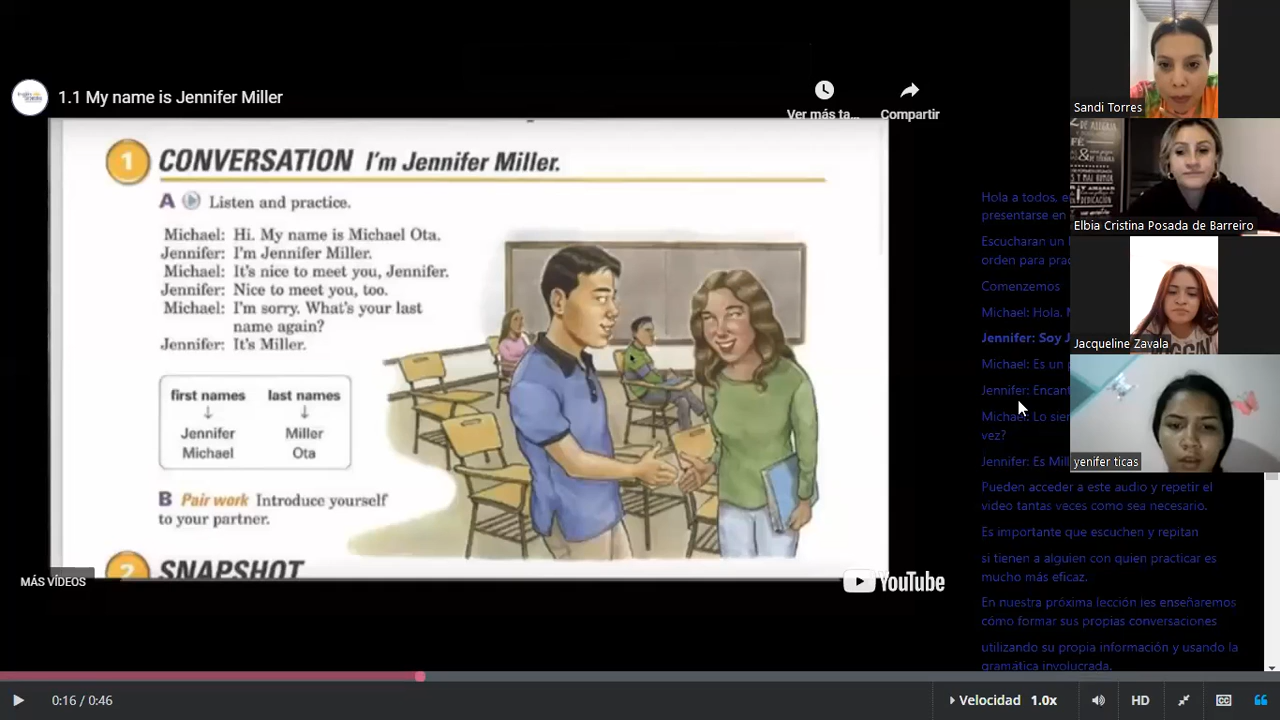 1.1 My name is Jennifer Miller
Ver más ta...
Compartir
1 CONVERSATION I'm Jennifer Miller.
A Listen and practice.
Michael: Hi. My name is Michael Ota.
Jennifer: I'm Jennifer Miller.
Michael: It's nice to meet you, Jennifer.
Jennifer: Nice to meet you, too.
Michael: I'm sorry. What's your last
name again?
Jennifer: It's Miller.
first names last names
↓ ↓
Jennifer Miller
Michael Ota
B Pair work Introduce yourself
to your partner.
2 SNAPSHOT
MÁS VÍDEOS
YouTube
Hola a todos,
presentarse en
Escucharan un
orden para
Comenzemos
Michael: Hola.
Jennifer: Soy
Michael: Es un
Jennifer:
Michael: Lo
vez?
Jennifer: Es
Pueden acceder a este audio y repetir el
video tantas veces como sea necesario.
Es importante que escuchen y repitan
si tienen a alguien con quien practicar es
mucho más eficaz.
En nuestra próxima lección les enseñaremos
cómo formar sus propias conversaciones
utilizando su propia información y usando la
gramática involucrada.
Sandi Torres
Elbia Cristina Posada de Barreiro
Jacqueline Zavala
yenifer ticas
0:16 / 0:46
Velocidad 1.0x
HD